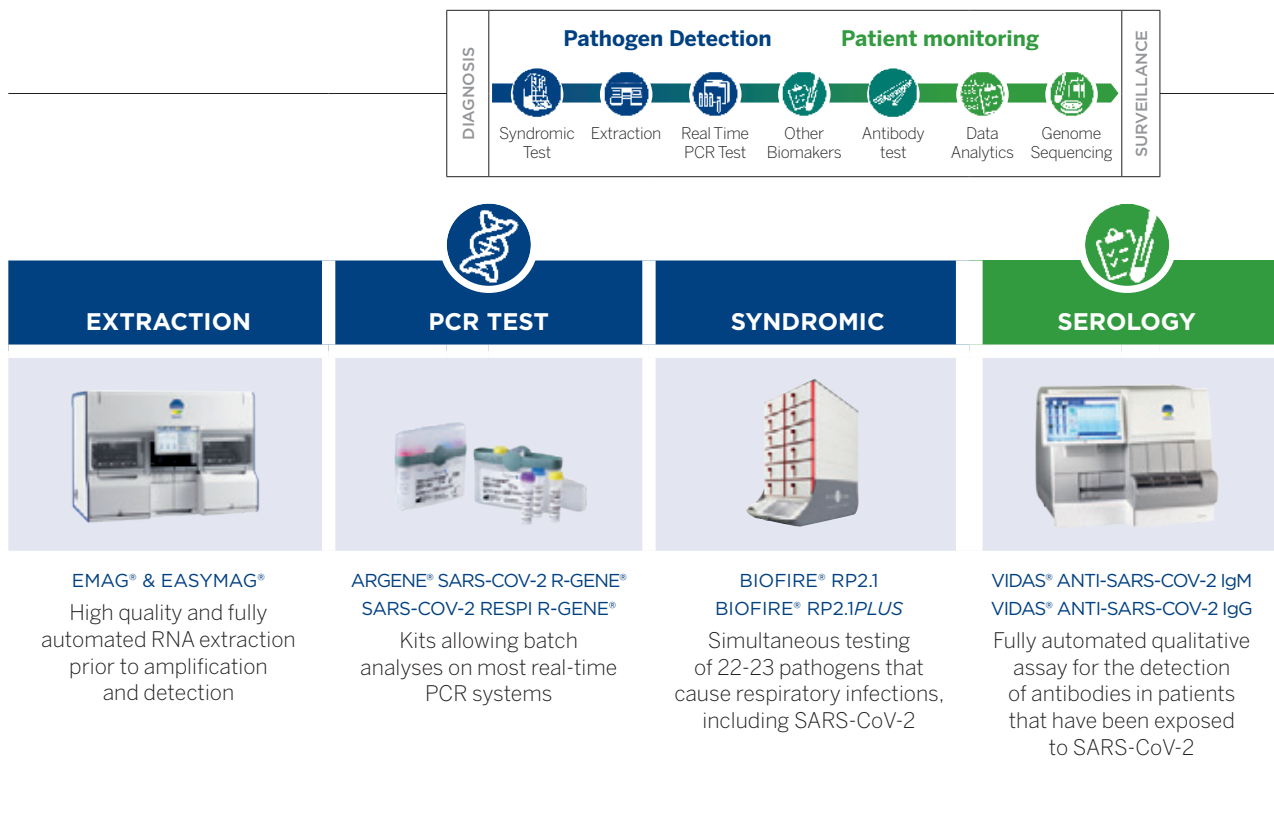 DIAGNOSIS
Pathogen Detection
Patient monitoring
Syndromic
Test
Extraction
Real Time
PCR Test
Other
Biomakers
Antibody
test
Data
Analytics
Genome
Sequencing
SURVEILLANCE
EXTRACTION
EMAG® & EASYMAG®
High quality and fully
automated RNA extraction
prior to amplification
and detection
PCR TEST
ARGENE® SARS-COV-2 R-GENE®
SARS-COV-2 RESPI R-GENE®
Kits allowing batch
analyses on most real-time
PCR systems
SYNDROMIC
BIOFIRE® RP2.1
BIOFIRE® RP2.1PLUS
Simultaneous testing
of 22-23 pathogens that
cause respiratory infections,
including SARS-CoV-2
SEROLOGY
VIDAS® ANTI-SARS-COV-2 IgM
VIDAS® ANTI-SARS-COV-2 IgG
Fully automated qualitative
assay for the detection
of antibodies in patients
that have been exposed
to SARS-CoV-2